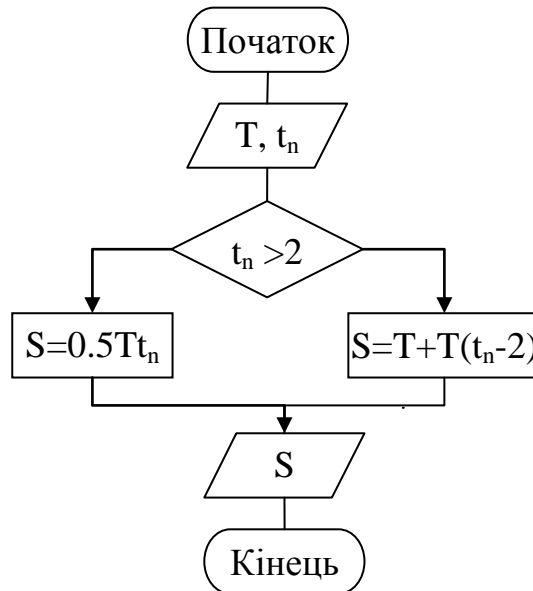 Початок
T, tₙ
tₙ >2
S=0.5Ttₙ
S=T+T(tₙ-2)
S
Кінець